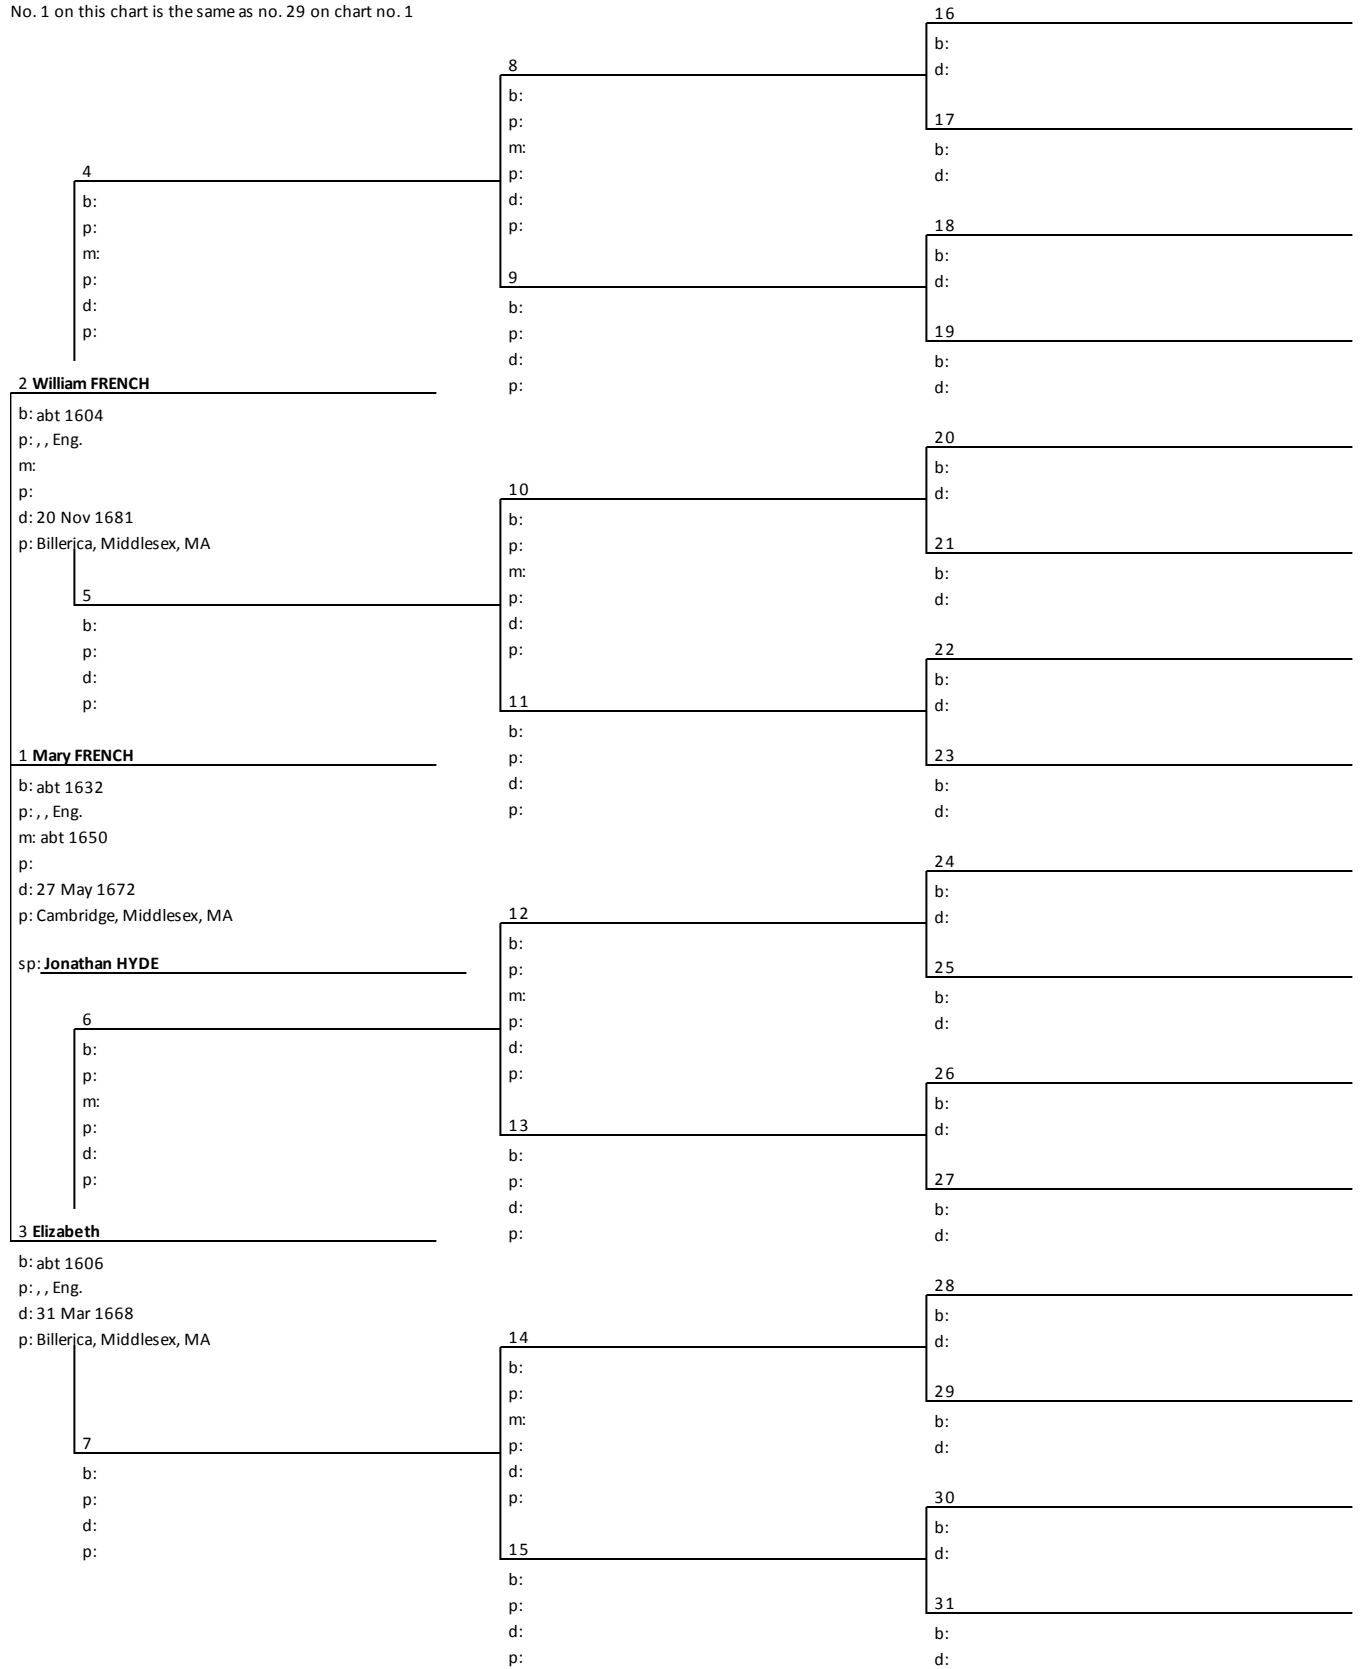 No. 1 on this chart is the same as no. 29 on chart no. 1
4
b:
p:
m:
p:
d:
p:
2 William FRENCH
b: abt 1604
p: , , Eng.
m:
p:
d: 20 Nov 1681
p: Billerica, Middlesex, MA
5
b:
p:
d:
p:
1 Mary FRENCH
b: abt 1632
p: , , Eng.
m: abt 1650
p:
d: 27 May 1672
p: Cambridge, Middlesex, MA
sp: Jonathan HYDE
6
b:
p:
m:
p:
d:
p:
3 Elizabeth
b: abt 1606
p: , , Eng.
d: 31 Mar 1668
p: Billerica, Middlesex, MA
7
b:
p:
d:
p:
8
b:
p:
m:
p:
d:
p:
9
b:
p:
d:
p:
10
b:
p:
m:
p:
d:
p:
11
b:
p:
d:
p:
12
b:
p:
m:
p:
d:
p:
13
b:
p:
d:
p:
14
b:
p:
m:
p:
d:
p:
15
b:
p:
d:
p:
16
b:
d:
17
b:
d:
18
b:
d:
19
b:
d:
20
b:
d:
21
b:
d:
22
b:
d:
23
b:
d:
24
b:
d:
25
b:
d:
26
b:
d:
27
b:
d:
28
b:
d:
29
b:
d:
30
b:
d:
31
b:
d: